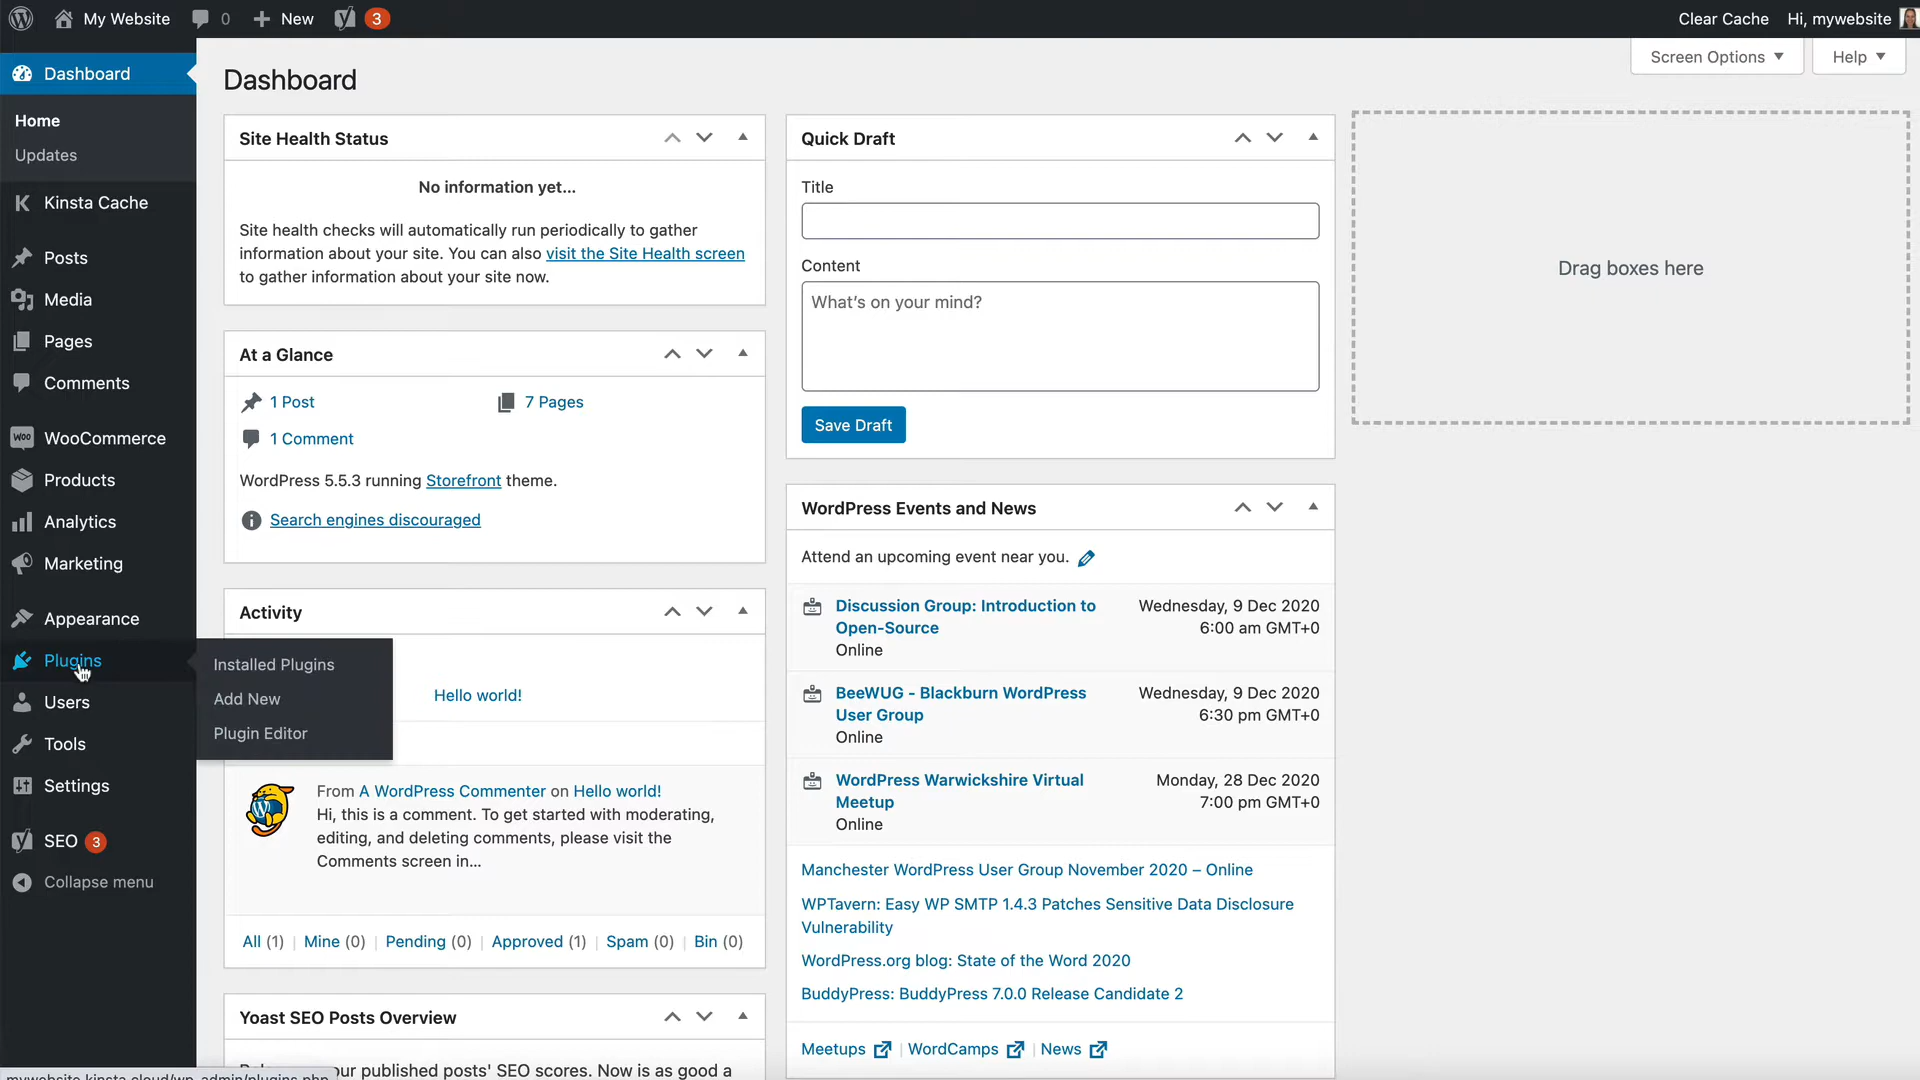 My Website
0
New
3
Clear Cache
Hi, mywebsite
Dashboard
Home
Updates
Kinsta Cache
Posts
Media
Pages
Comments
WooCommerce
Products
Analytics
Marketing
Appearance
Plugins
Users
Tools
Settings
SEO 3
Collapse menu
Installed Plugins
Add New
Plugin Editor
Screen Options
Help
Dashboard
Site Health Status
No information yet...
Site health checks will automatically run periodically to gather
information about your site. You can also visit the Site Health screen
to gather information about your site now.
At a Glance
1 Post
7 Pages
1 Comment
WordPress 5.5.3 running Storefront theme.
Search engines discouraged
Activity
Hello world!
From A WordPress Commenter on Hello world!
Hi, this is a comment. To get started with moderating,
editing, and deleting comments, please visit the
Comments screen in...
All (1) | Mine (0) | Pending (0) | Approved (1) | Spam (0) | Bin (0)
Yoast SEO Posts Overview
our published posts' SEO scores. Now is as good a
mywebsite.kinsta.cloud/wp-admin/plugins.php
Quick Draft
Title
Content
What's on your mind?
Save Draft
WordPress Events and News
Attend an upcoming event near you.
Discussion Group: Introduction to
Open-Source
Online
Wednesday, 9 Dec 2020
6:00 am GMT+0
BeeWUG - Blackburn WordPress
User Group
Online
Wednesday, 9 Dec 2020
6:30 pm GMT+0
WordPress Warwickshire Virtual
Meetup
Online
Monday, 28 Dec 2020
7:00 pm GMT+0
Manchester WordPress User Group November 2020 – Online
WPTavern: Easy WP SMTP 1.4.3 Patches Sensitive Data Disclosure
Vulnerability
WordPress.org blog: State of the Word 2020
BuddyPress: BuddyPress 7.0.0 Release Candidate 2
Meetups | WordCamps | News
Drag boxes here